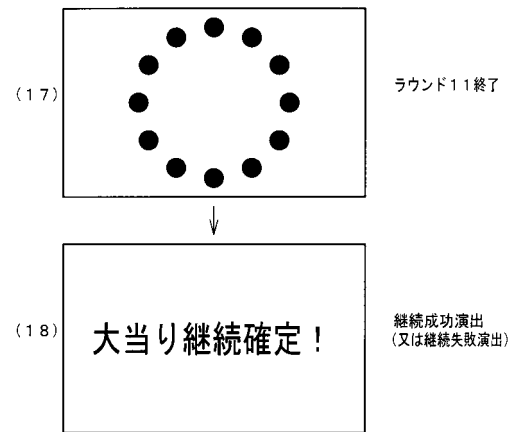 (17)
ラウンド11終了
(18)
大当り継続確定!
継続成功演出
(又は継続失敗演出)